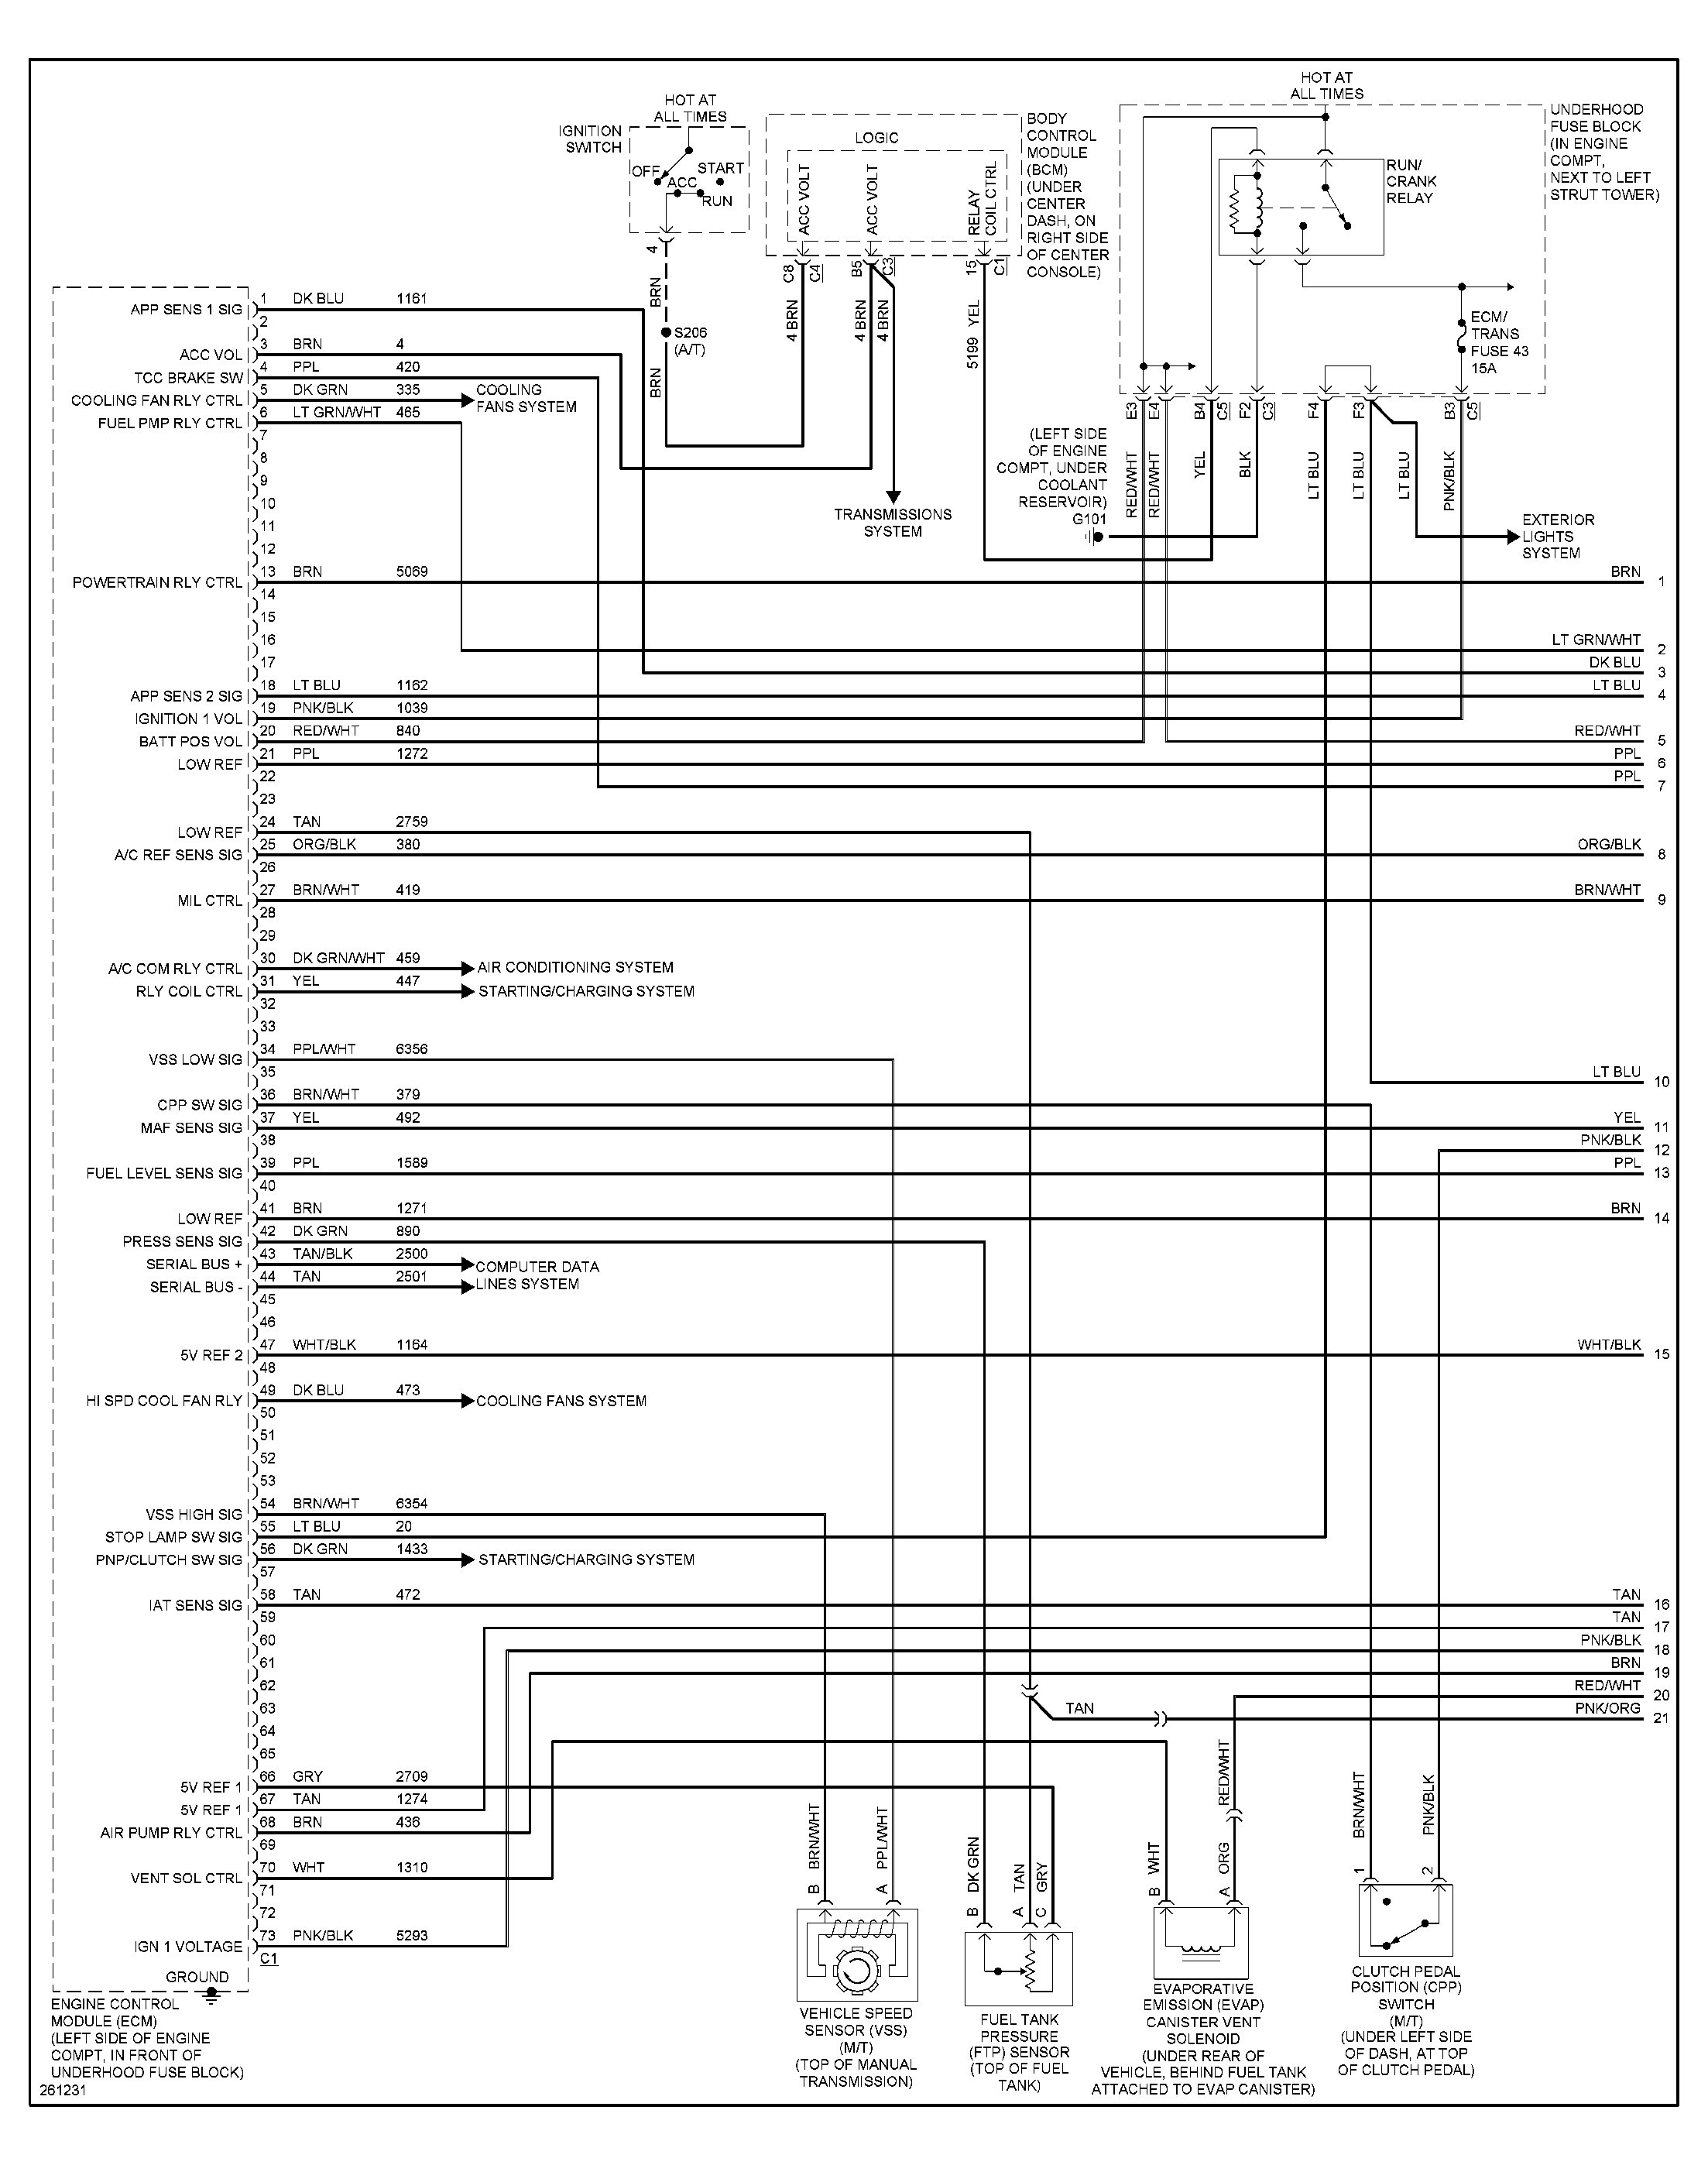 HOT AT
ALL TIMES
IGNITION
SWITCH
OFF
START
ACC
RUN
4
BRN
S206
(A/T)
BRN
LOGIC
ACC VOLT
ACC VOLT
RELAY
COIL CTRL
BODY
CONTROL
MODULE
(BCM)
(UNDER
CENTER
DASH, ON
RIGHT SIDE
OF CENTER
CONSOLE)
C8
C4
B5
C3
15
C1
4 BRN
4 BRN
4 BRN
5199 YEL
TRANSMISSIONS
SYSTEM
HOT AT
ALL TIMES
UNDERHOOD
FUSE BLOCK
(IN ENGINE
COMPT,
NEXT TO LEFT
STRUT TOWER)
RUN/
CRANK
RELAY
ECM/
TRANS
FUSE 43
15A
E3
E4
B4
C5
F2
C3
F4
F3
B3
C5
RED/WHT
RED/WHT
YEL
BLK
LT BLU
LT BLU
LT BLU
PNK/BLK
(LEFT SIDE
OF ENGINE
COMPT, UNDER
COOLANT
RESERVOIR)
G101
EXTERIOR
LIGHTS
SYSTEM
APP SENS 1 SIG 1 DK BLU 1161
2
ACC VOL 3 BRN 4
TCC BRAKE SW 4 PPL 420
COOLING FAN RLY CTRL 5 DK GRN 335 COOLING
FANS SYSTEM
FUEL PMP RLY CTRL 6 LT GRN/WHT 465
7
8
9
10
11
12
POWERTRAIN RLY CTRL 13 BRN 5069 BRN 1
14
15
16
LT GRN/WHT 2
17
DK BLU 3
APP SENS 2 SIG 18 LT BLU 1162 LT BLU 4
IGNITION 1 VOL 19 PNK/BLK 1039
BATT POS VOL 20 RED/WHT 840 RED/WHT 5
LOW REF 21 PPL 1272 PPL 6
22
PPL 7
23
LOW REF 24 TAN 2759
A/C REF SENS SIG 25 ORG/BLK 380 ORG/BLK 8
26
MIL CTRL 27 BRN/WHT 419 BRN/WHT 9
28
29
A/C COM RLY CTRL 30 DK GRN/WHT 459 AIR CONDITIONING SYSTEM
RLY COIL CTRL 31 YEL 447 STARTING/CHARGING SYSTEM
32
33
VSS LOW SIG 34 PPL/WHT 6356
35
LT BLU 10
CPP SW SIG 36 BRN/WHT 379
MAF SENS SIG 37 YEL 492 YEL 11
38
PNK/BLK 12
FUEL LEVEL SENS SIG 39 PPL 1589 PPL 13
40
LOW REF 41 BRN 1271 BRN 14
PRESS SENS SIG 42 DK GRN 890
SERIAL BUS + 43 TAN/BLK 2500 COMPUTER DATA
SERIAL BUS - 44 TAN 2501 LINES SYSTEM
45
46
5V REF 2 47 WHT/BLK 1164 WHT/BLK 15
48
HI SPD COOL FAN RLY 49 DK BLU 473 COOLING FANS SYSTEM
50
51
52
53
VSS HIGH SIG 54 BRN/WHT 6354
STOP LAMP SW SIG 55 LT BLU 20
PNP/CLUTCH SW SIG 56 DK GRN 1433 STARTING/CHARGING SYSTEM
57
IAT SENS SIG 58 TAN 472 TAN 16
59
TAN 17
60
PNK/BLK 18
61
BRN 19
62
RED/WHT 20
63
TAN
PNK/ORG 21
64
65
5V REF 1 66 GRY 2709
5V REF 1 67 TAN 1274
AIR PUMP RLY CTRL 68 BRN 436
69
VENT SOL CTRL 70 WHT 1310
71
72
IGN 1 VOLTAGE 73 PNK/BLK 5293
C1
GROUND
ENGINE CONTROL
MODULE (ECM)
(LEFT SIDE OF ENGINE
COMPT, IN FRONT OF
UNDERHOOD FUSE BLOCK)
261231
B BRN/WHT
A PPL/WHT
VEHICLE SPEED
SENSOR (VSS)
(M/T)
(TOP OF MANUAL
TRANSMISSION)
B DK GRN
A TAN
C GRY
FUEL TANK
PRESSURE
(FTP) SENSOR
(TOP OF FUEL
TANK)
B WHT
A ORG
RED/WHT
EVAPORATIVE
EMISSION (EVAP)
CANISTER VENT
SOLENOID
(UNDER REAR OF
VEHICLE, BEHIND FUEL TANK
ATTACHED TO EVAP CANISTER)
1 BRN/WHT
2 PNK/BLK
CLUTCH PEDAL
POSITION (CPP)
SWITCH
(M/T)
(UNDER LEFT SIDE
OF DASH, AT TOP
OF CLUTCH PEDAL)